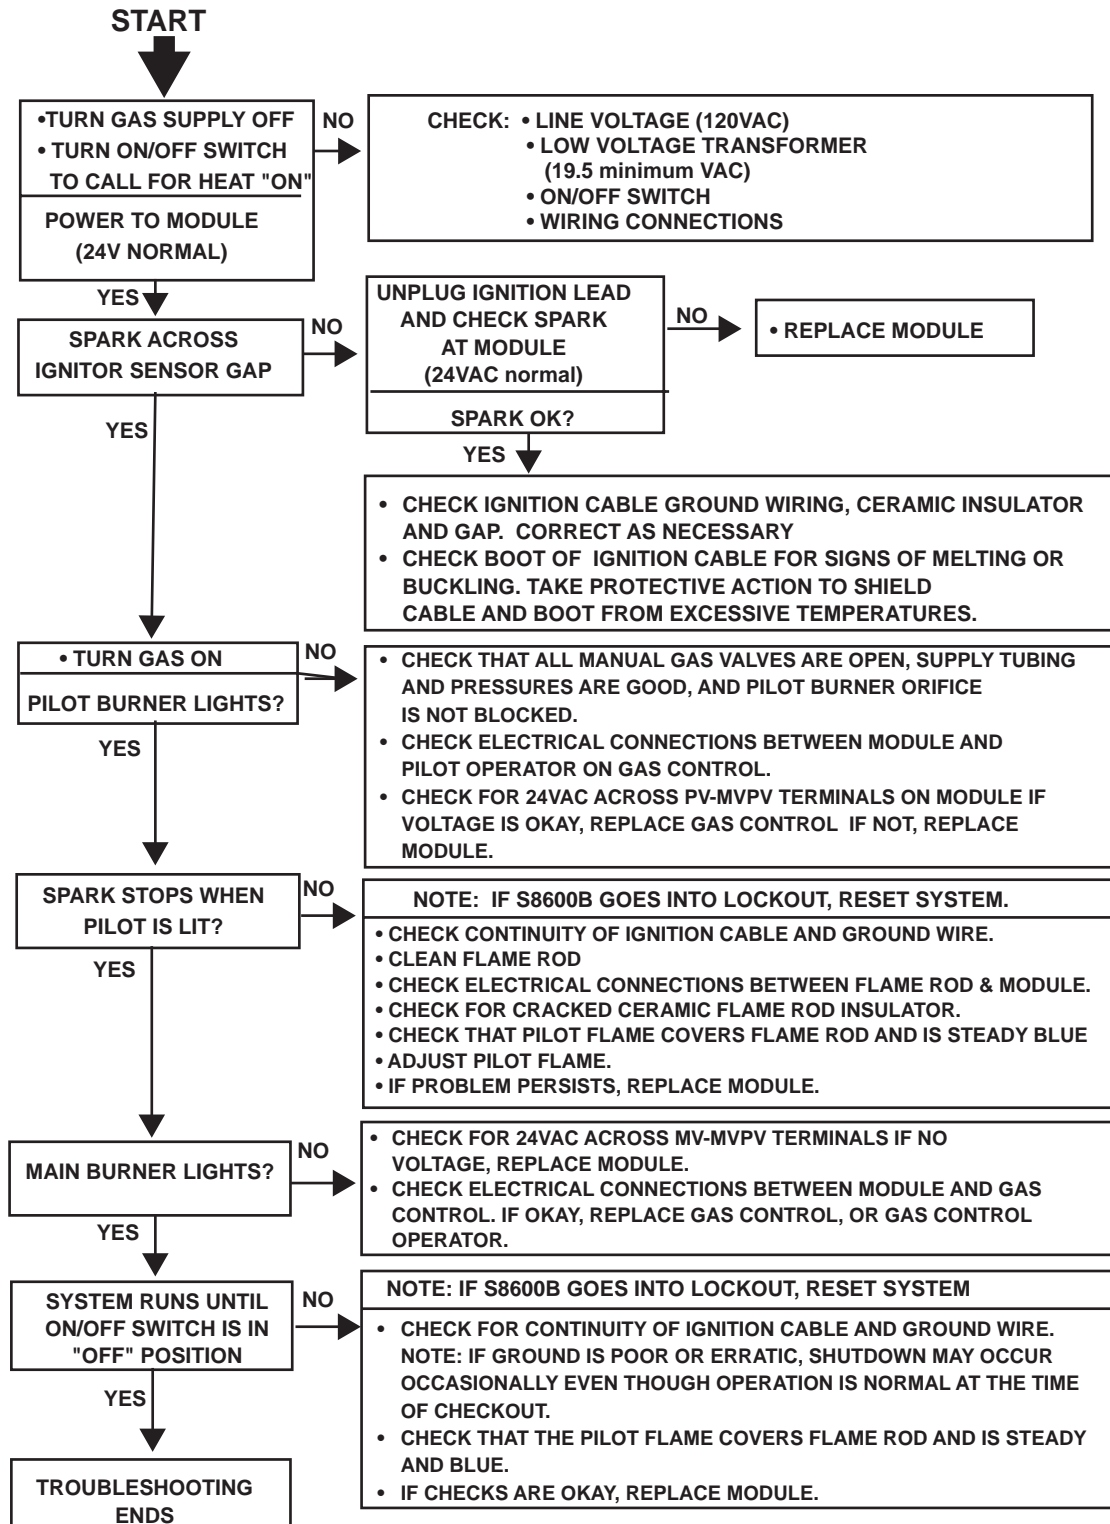 START
•TURN GAS SUPPLY OFF
• TURN ON/OFF SWITCH
TO CALL FOR HEAT "ON"
POWER TO MODULE
(24V NORMAL)
NO
CHECK: • LINE VOLTAGE (120VAC)
• LOW VOLTAGE TRANSFORMER
(19.5 minimum VAC)
• ON/OFF SWITCH
• WIRING CONNECTIONS
YES
SPARK ACROSS
IGNITOR SENSOR GAP
NO
UNPLUG IGNITION LEAD
AND CHECK SPARK
AT MODULE
(24VAC normal)
SPARK OK?
NO
• REPLACE MODULE
YES
YES
• CHECK IGNITION CABLE GROUND WIRING, CERAMIC INSULATOR
AND GAP. CORRECT AS NECESSARY
• CHECK BOOT OF IGNITION CABLE FOR SIGNS OF MELTING OR
BUCKLING. TAKE PROTECTIVE ACTION TO SHIELD
CABLE AND BOOT FROM EXCESSIVE TEMPERATURES.
• TURN GAS ON
PILOT BURNER LIGHTS?
NO
• CHECK THAT ALL MANUAL GAS VALVES ARE OPEN, SUPPLY TUBING
AND PRESSURES ARE GOOD, AND PILOT BURNER ORIFICE
IS NOT BLOCKED.
• CHECK ELECTRICAL CONNECTIONS BETWEEN MODULE AND
PILOT OPERATOR ON GAS CONTROL.
• CHECK FOR 24VAC ACROSS PV-MVPV TERMINALS ON MODULE IF
VOLTAGE IS OKAY, REPLACE GAS CONTROL IF NOT, REPLACE
MODULE.
YES
SPARK STOPS WHEN
PILOT IS LIT?
NO
NOTE: IF S8600B GOES INTO LOCKOUT, RESET SYSTEM.
• CHECK CONTINUITY OF IGNITION CABLE AND GROUND WIRE.
• CLEAN FLAME ROD
• CHECK ELECTRICAL CONNECTIONS BETWEEN FLAME ROD & MODULE.
• CHECK FOR CRACKED CERAMIC FLAME ROD INSULATOR.
• CHECK THAT PILOT FLAME COVERS FLAME ROD AND IS STEADY BLUE
• ADJUST PILOT FLAME.
• IF PROBLEM PERSISTS, REPLACE MODULE.
YES
MAIN BURNER LIGHTS?
NO
• CHECK FOR 24VAC ACROSS MV-MVPV TERMINALS IF NO
VOLTAGE, REPLACE MODULE.
• CHECK ELECTRICAL CONNECTIONS BETWEEN MODULE AND GAS
CONTROL. IF OKAY, REPLACE GAS CONTROL, OR GAS CONTROL
OPERATOR.
YES
SYSTEM RUNS UNTIL
ON/OFF SWITCH IS IN
"OFF" POSITION
NO
NOTE: IF S8600B GOES INTO LOCKOUT, RESET SYSTEM
• CHECK FOR CONTINUITY OF IGNITION CABLE AND GROUND WIRE.
NOTE: IF GROUND IS POOR OR ERRATIC, SHUTDOWN MAY OCCUR
OCCASIONALLY EVEN THOUGH OPERATION IS NORMAL AT THE TIME
OF CHECKOUT.
• CHECK THAT THE PILOT FLAME COVERS FLAME ROD AND IS STEADY
AND BLUE.
• IF CHECKS ARE OKAY, REPLACE MODULE.
YES
TROUBLESHOOTING
ENDS